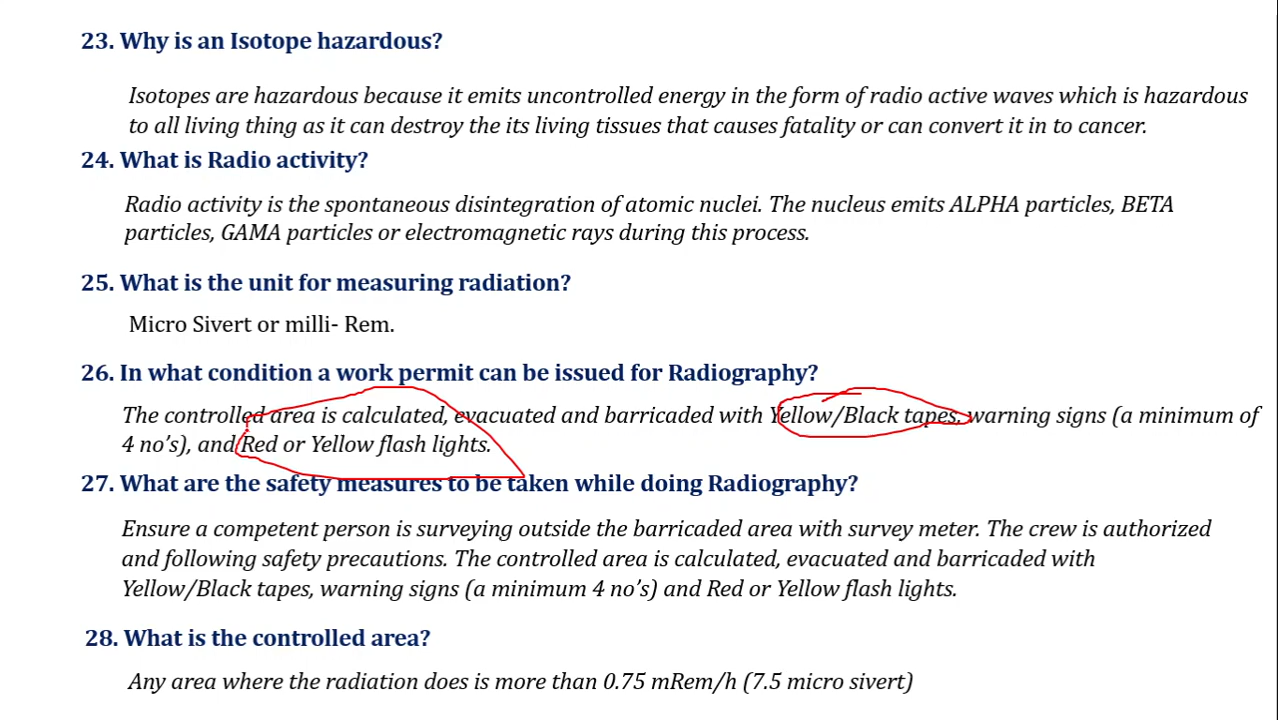 23. Why is an Isotope hazardous?
Isotopes are hazardous because it emits uncontrolled energy in the form of radio active waves which is hazardous
to all living thing as it can destroy the its living tissues that causes fatality or can convert it in to cancer.
24. What is Radio activity?
Radio activity is the spontaneous disintegration of atomic nuclei. The nucleus emits ALPHA particles, BETA
particles, GAMA particles or electromagnetic rays during this process.
25. What is the unit for measuring radiation?
Micro Sivert or milli- Rem.
26. In what condition a work permit can be issued for Radiography?
The controlled area is calculated, evacuated and barricaded with Yellow/Black tapes, warning signs (a minimum of
4 no's), and Red or Yellow flash lights.
27. What are the safety measures to be taken while doing Radiography?
Ensure a competent person is surveying outside the barricaded area with survey meter. The crew is authorized
and following safety precautions. The controlled area is calculated, evacuated and barricaded with
Yellow/Black tapes, warning signs (a minimum 4 no's) and Red or Yellow flash lights.
28. What is the controlled area?
Any area where the radiation does is more than 0.75 mRem/h (7.5 micro sivert)